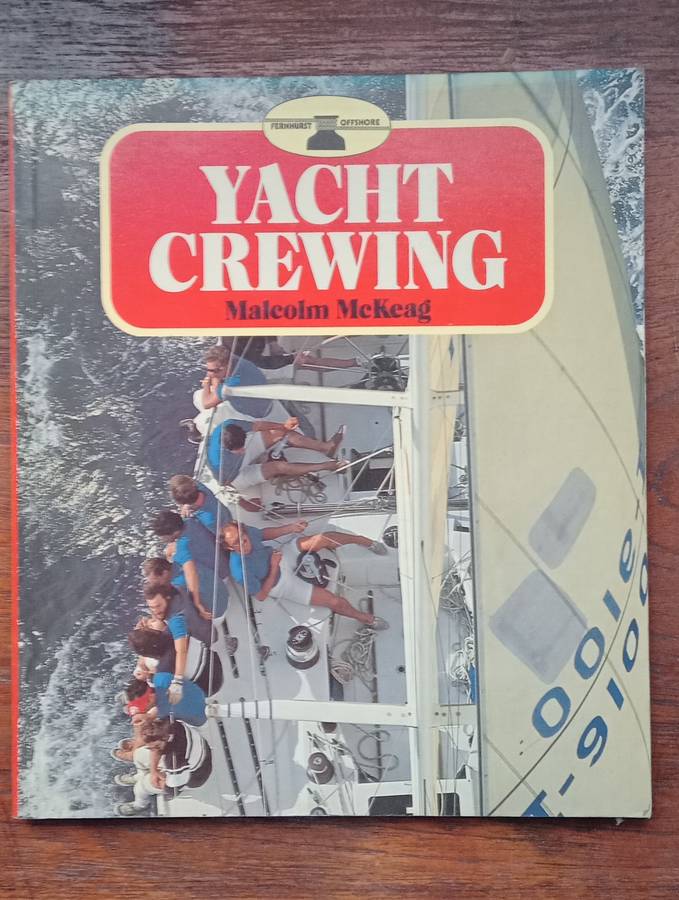 FERNHURST OFFSHORE
YACHT
CREWING
Malcolm McKeag